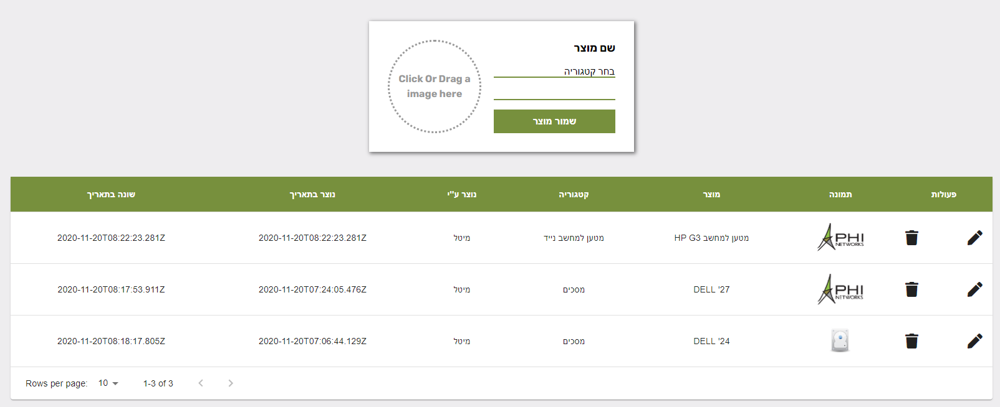 שם מוצר
בחר קטגוריה
Click Or Drag a
image here
שמור מוצר
פעולות תמונה מוצר קטגוריה נוצר ע''י נוצר בתאריך שונה בתאריך
PHI NETWORKS מטען למחשב HP G3 מטען למחשב נייד מיטל 2020-11-20T08:22:23.281Z 2020-11-20T08:22:23.281Z
PHI NETWORKS DELL '27 מסכים מיטל 2020-11-20T07:24:05.476Z 2020-11-20T08:17:53.911Z
DELL '24 מסכים מיטל 2020-11-20T07:06:44.129Z 2020-11-20T08:18:17.805Z
Rows per page: 10 1-3 of 3